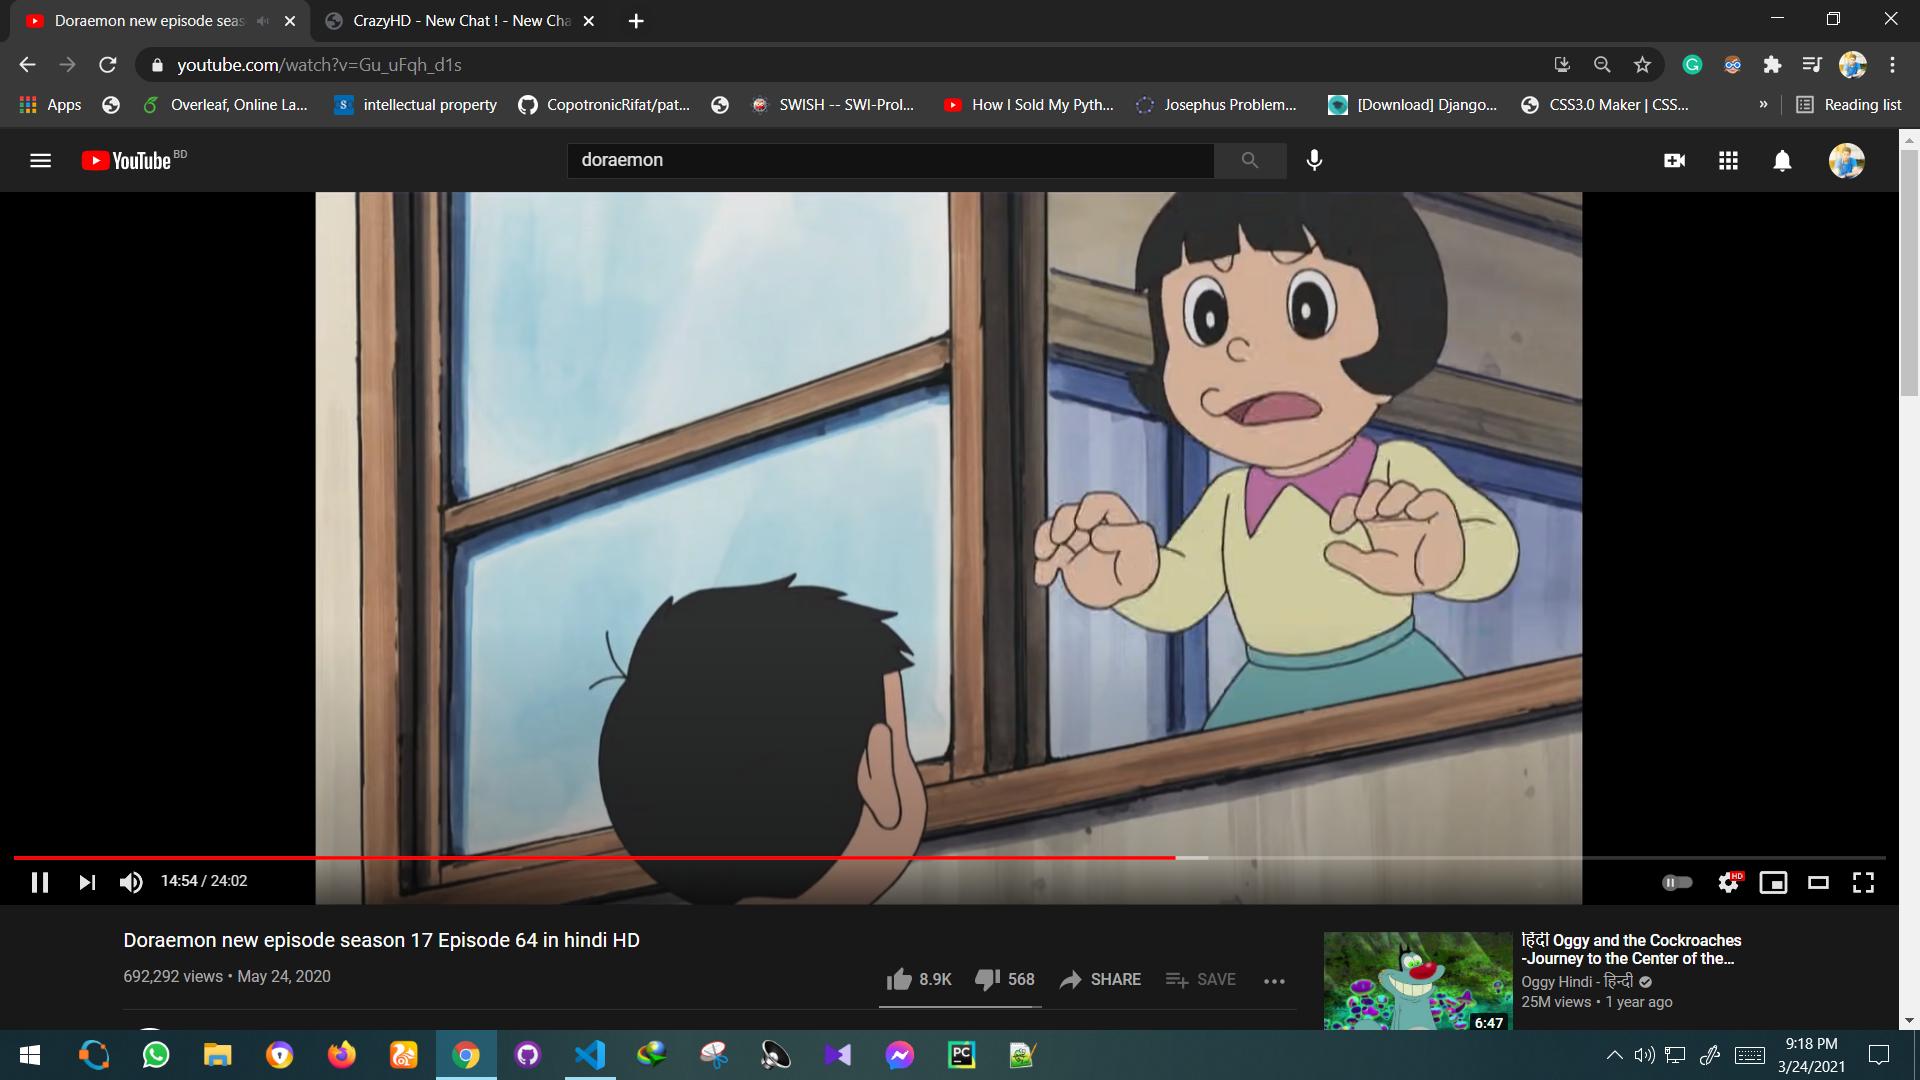 Doraemon new episode seas
CrazyHD - New Chat ! - New Cha
youtube.com/watch?v=Gu_uFqh_d1s
Apps
Overleaf, Online La...
intellectual property
CopotronicRifat/pat...
SWISH -- SWI-Prol...
How I Sold My Pyth...
Josephus Problem...
[Download] Django...
CSS3.0 Maker | CSS...
» Reading list
YouTube BD
doraemon
14:54 / 24:02
HD
Doraemon new episode season 17 Episode 64 in hindi HD
692,292 views • May 24, 2020
8.9K
568
SHARE
SAVE
हिंदी Oggy and the Cockroaches
-Journey to the Center of the...
Oggy Hindi - हिन्दी
25M views • 1 year ago
6:47
PC
9:18 PM
3/24/2021